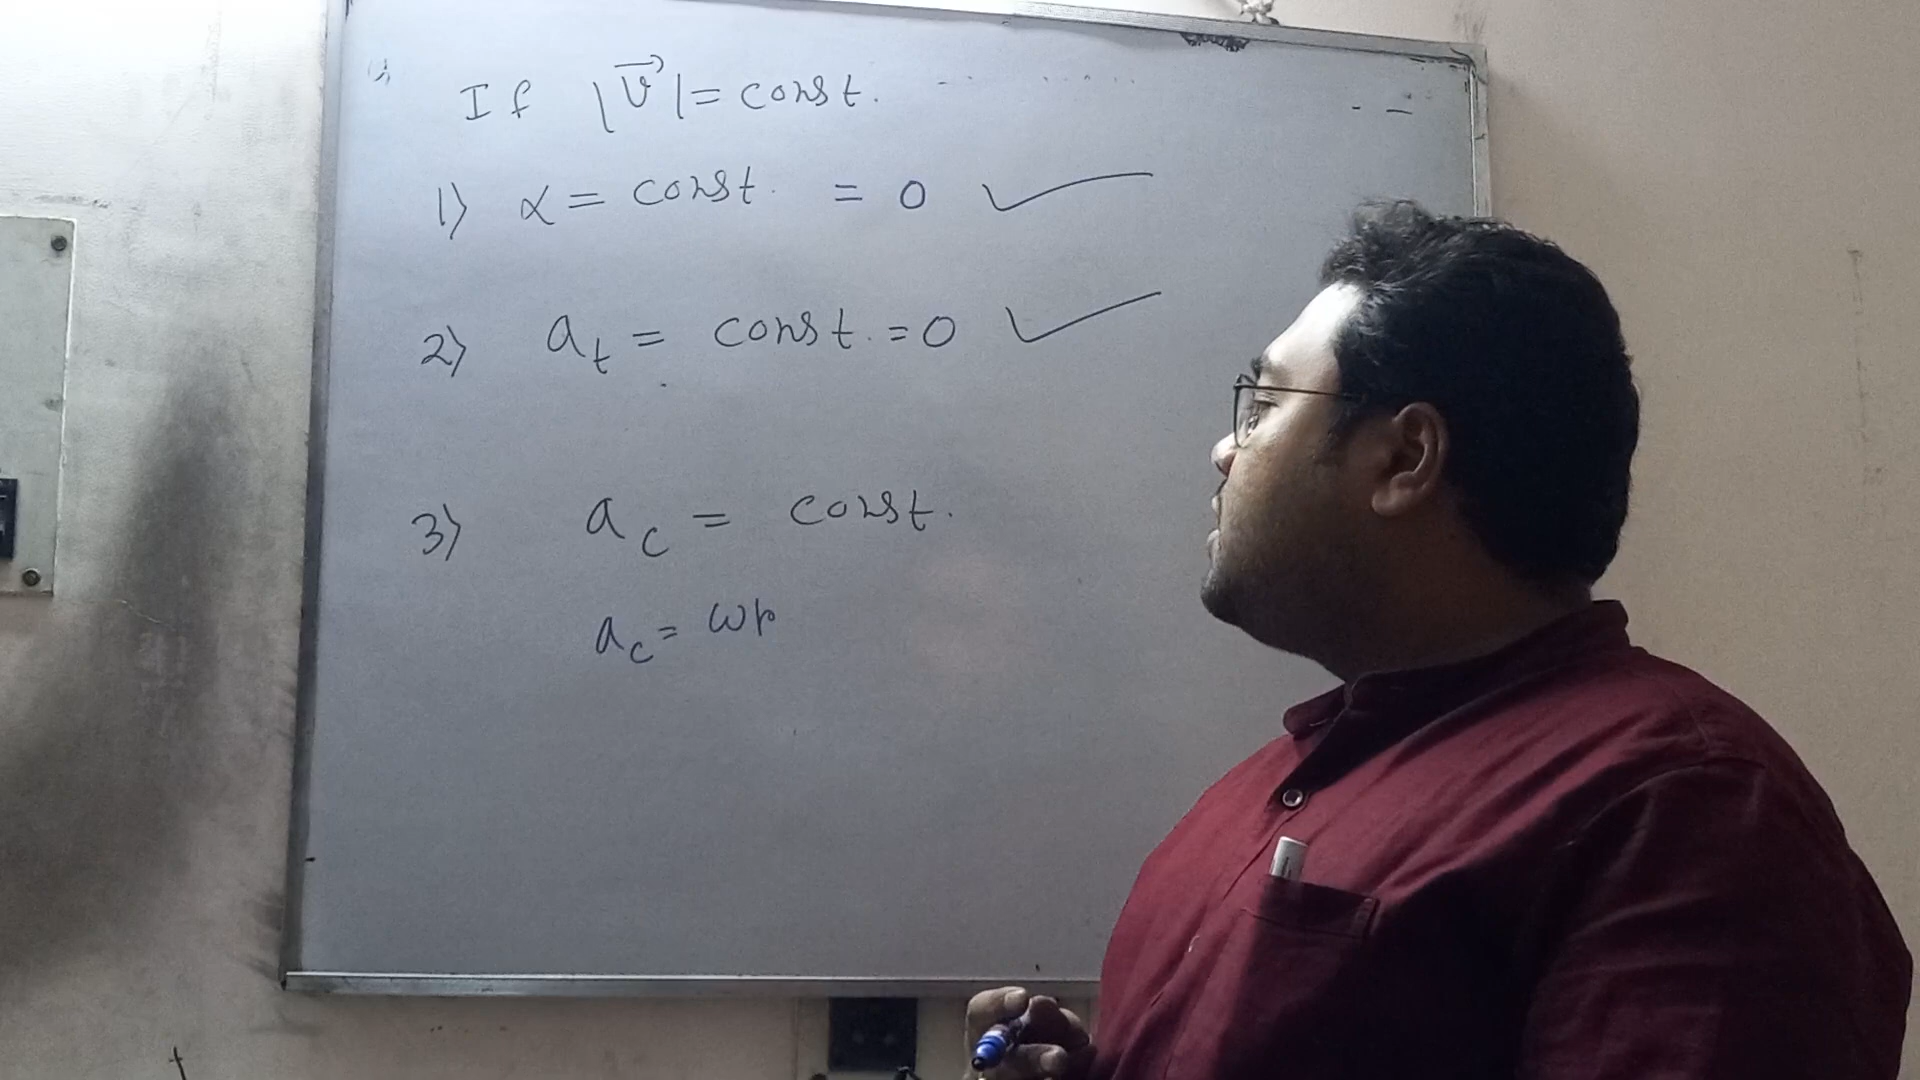 If |v⃗| = const.
1) α = const. = 0 ✓
2) a_t = const. = 0 ✓
3) a_c = const.
a_c = ωr